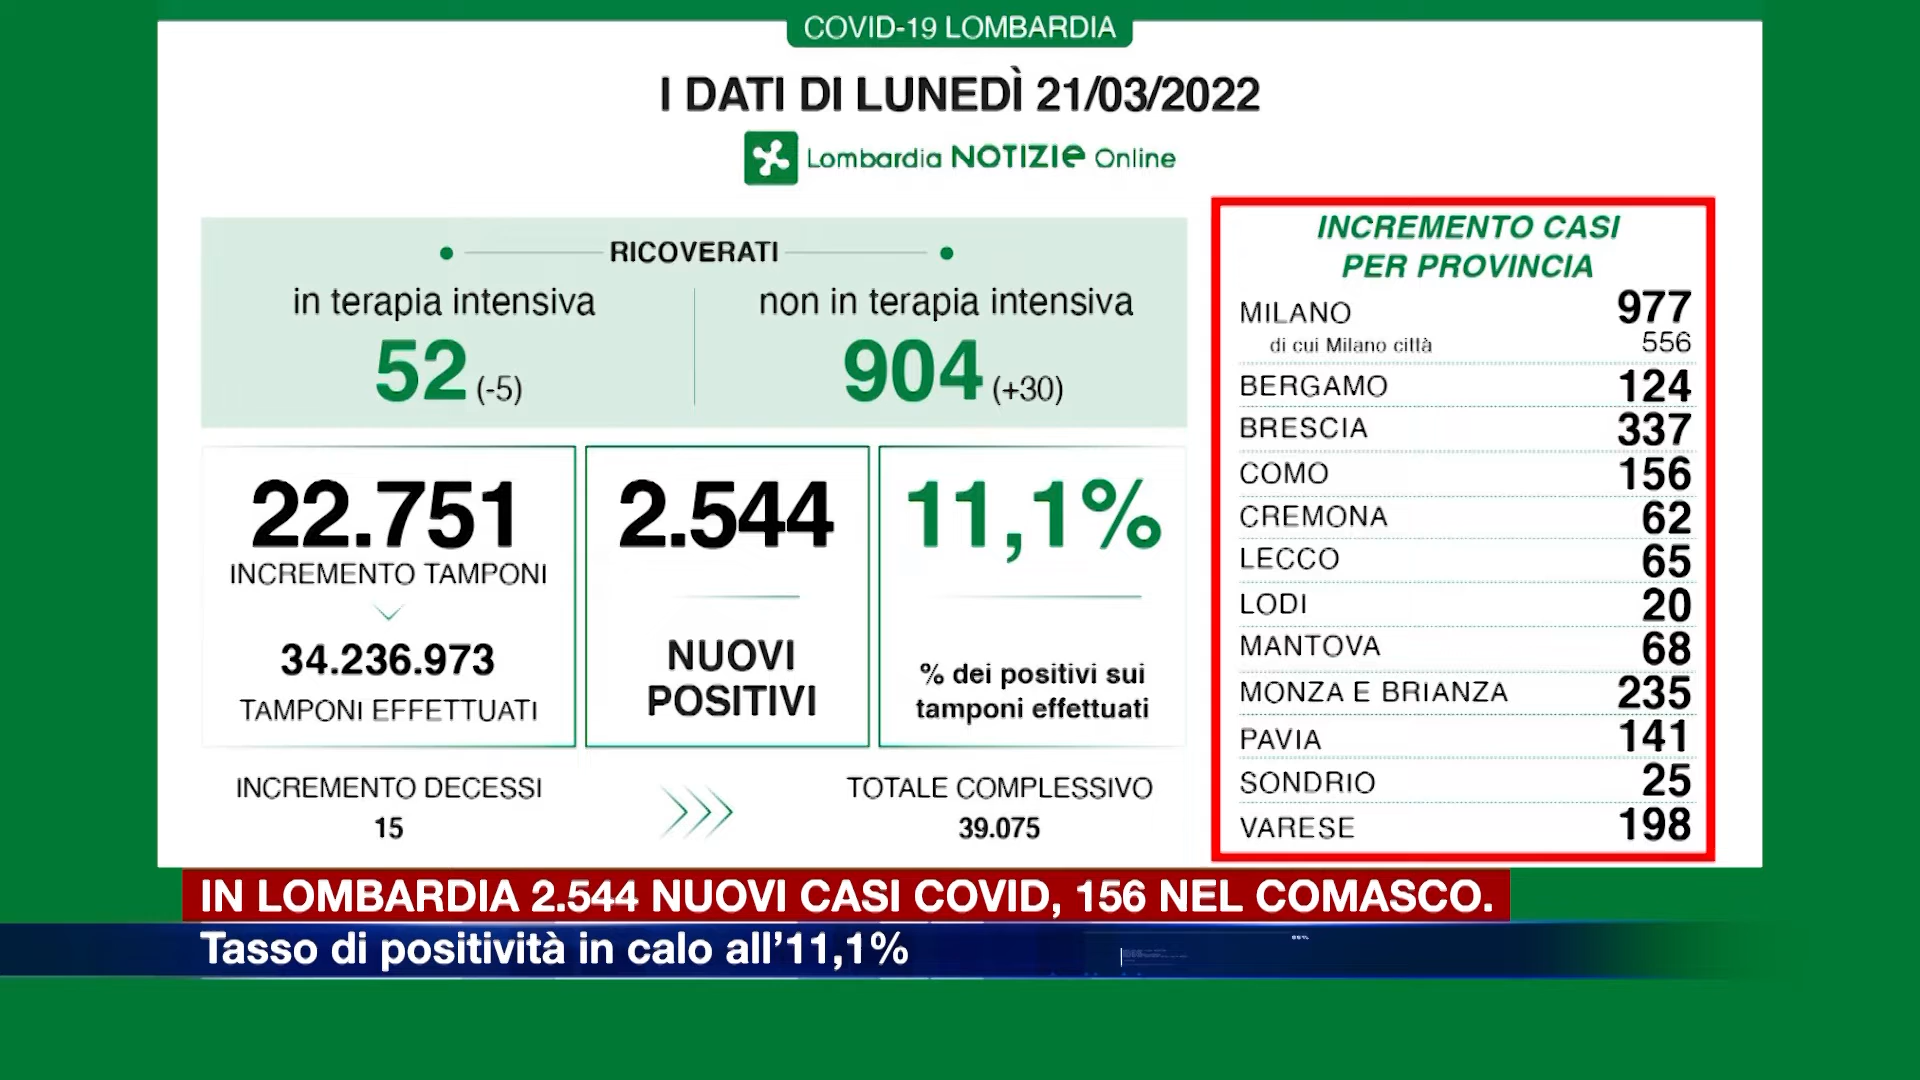 COVID-19 LOMBARDIA
I DATI DI LUNEDÌ 21/03/2022
Lombardia NOTIZIE Online
RICOVERATI
in terapia intensiva
52 (-5)
non in terapia intensiva
904 (+30)
22.751
INCREMENTO TAMPONI
34.236.973
TAMPONI EFFETTUATI
2.544
NUOVI
POSITIVI
11,1%
% dei positivi sui
tamponi effettuati
INCREMENTO DECESSI
15
TOTALE COMPLESSIVO
39.075
INCREMENTO CASI
PER PROVINCIA
MILANO 977
di cui Milano città 556
BERGAMO 124
BRESCIA 337
COMO 156
CREMONA 62
LECCO 65
LODI 20
MANTOVA 68
MONZA E BRIANZA 235
PAVIA 141
SONDRIO 25
VARESE 198
IN LOMBARDIA 2.544 NUOVI CASI COVID, 156 NEL COMASCO.
Tasso di positività in calo all’11,1%